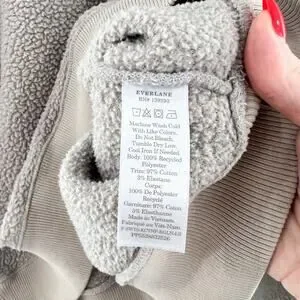 EVERLANE
RN# 139330
Machine Wash Cold
With Like Colors.
Do Not Bleach.
Tumble Dry Low.
Cool Iron If Needed
Body: 100% Recycled
Polyester
Trim: 97% Cotton
3% Elastane
Corps:
100% De Polyester
Recyclé
Garniture: 97% Coton
3% Élasthanne
Made in Vietnam.
Fabriqué au Viet-Nam.